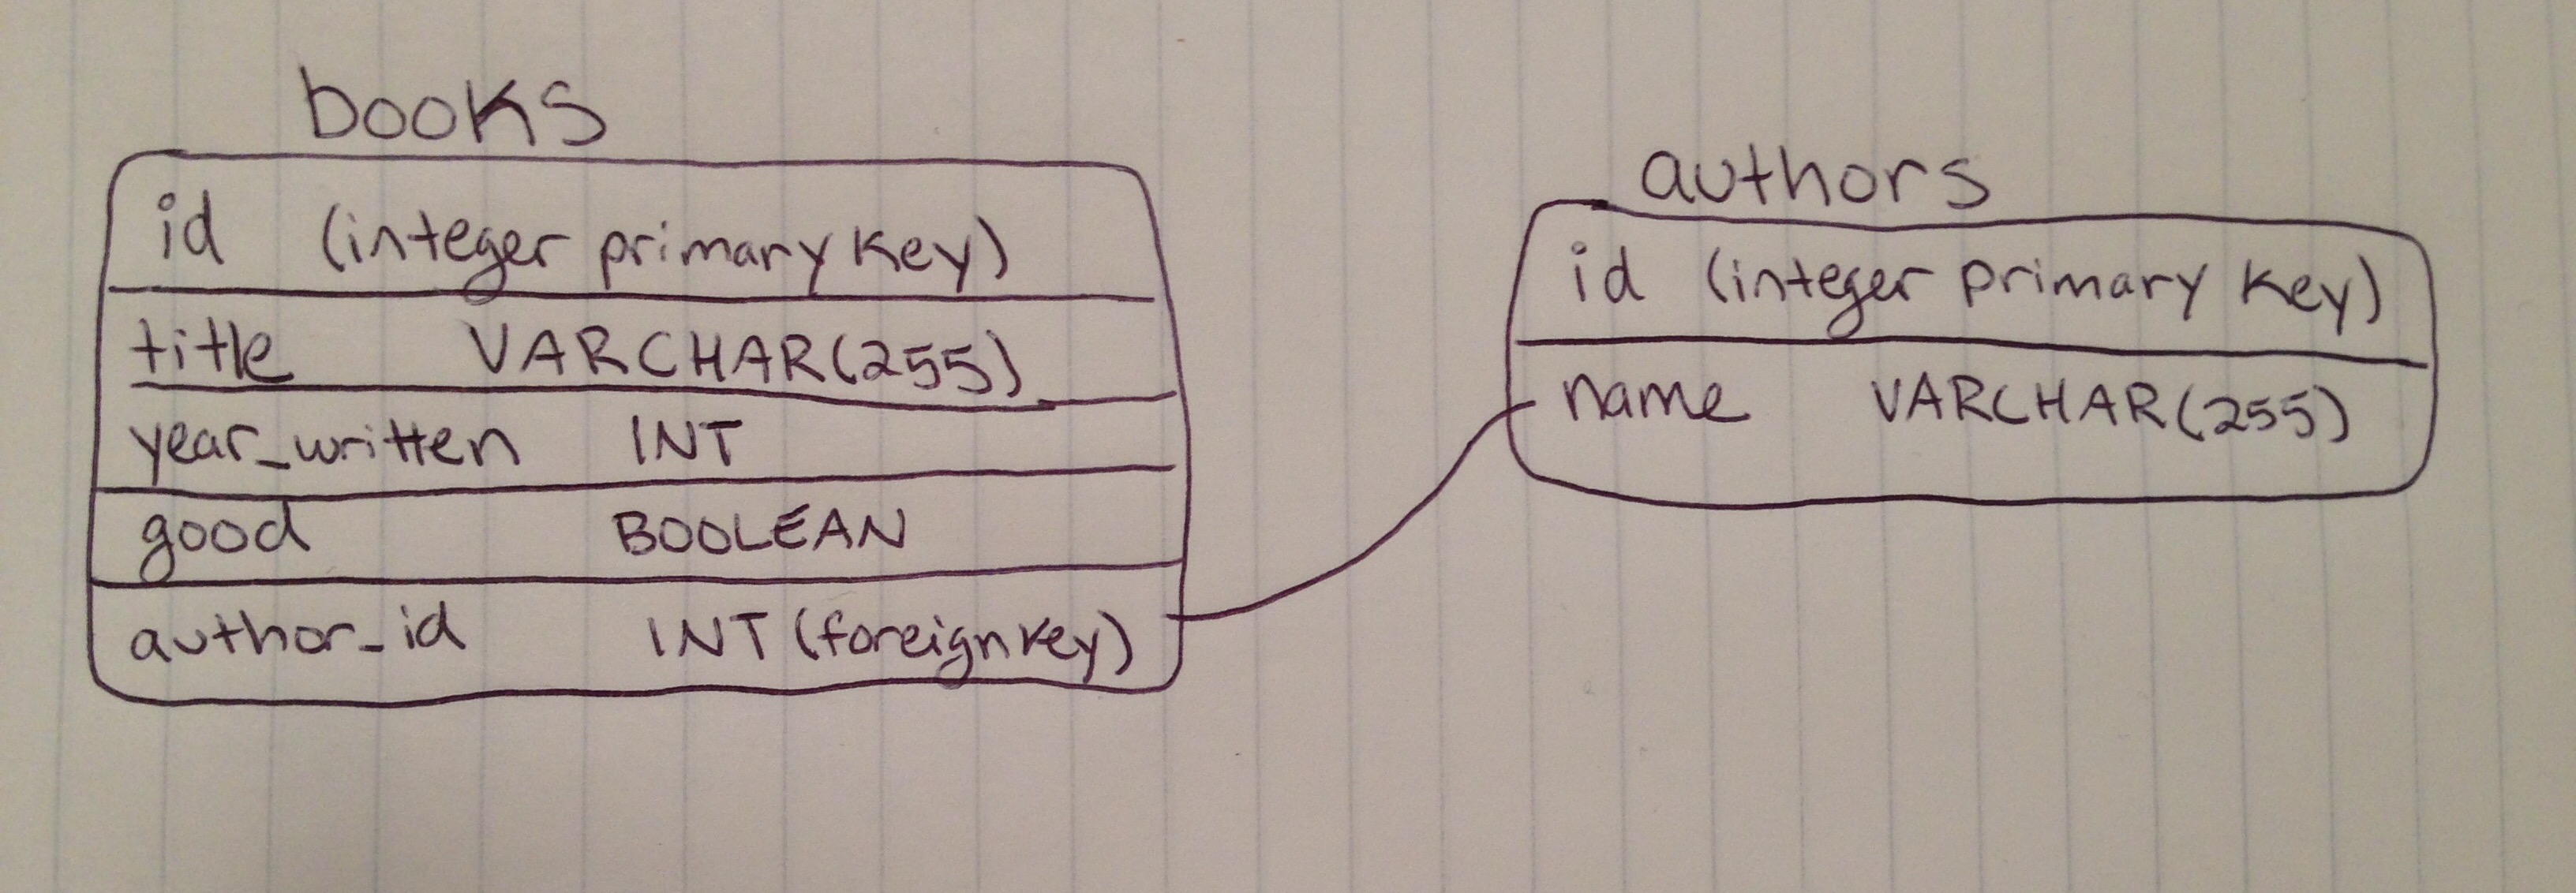 books
id (integer primary key)
title VARCHAR(255)
year_written INT
good BOOLEAN
author_id INT (foreign key)
authors
id (integer primary key)
name VARCHAR(255)